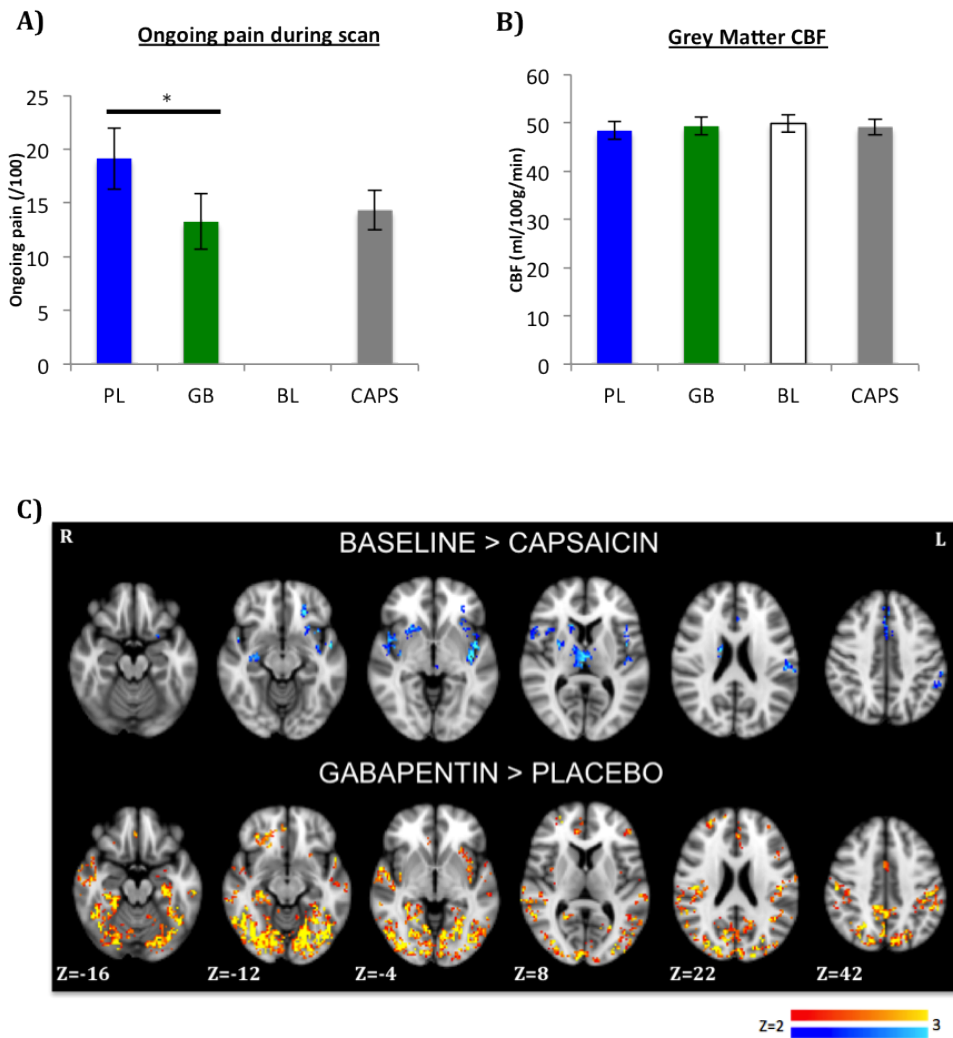 A)
Ongoing pain during scan
Ongoing pain (/100)
25
20
15
10
5
0
*
PL GB BL CAPS
B)
Grey Matter CBF
CBF (ml/100g/min)
60
50
40
30
20
10
0
PL GB BL CAPS
C)
R L
BASELINE > CAPSAICIN
GABAPENTIN > PLACEBO
Z=-16 Z=-12 Z=-4 Z=8 Z=22 Z=42
Z=2 3